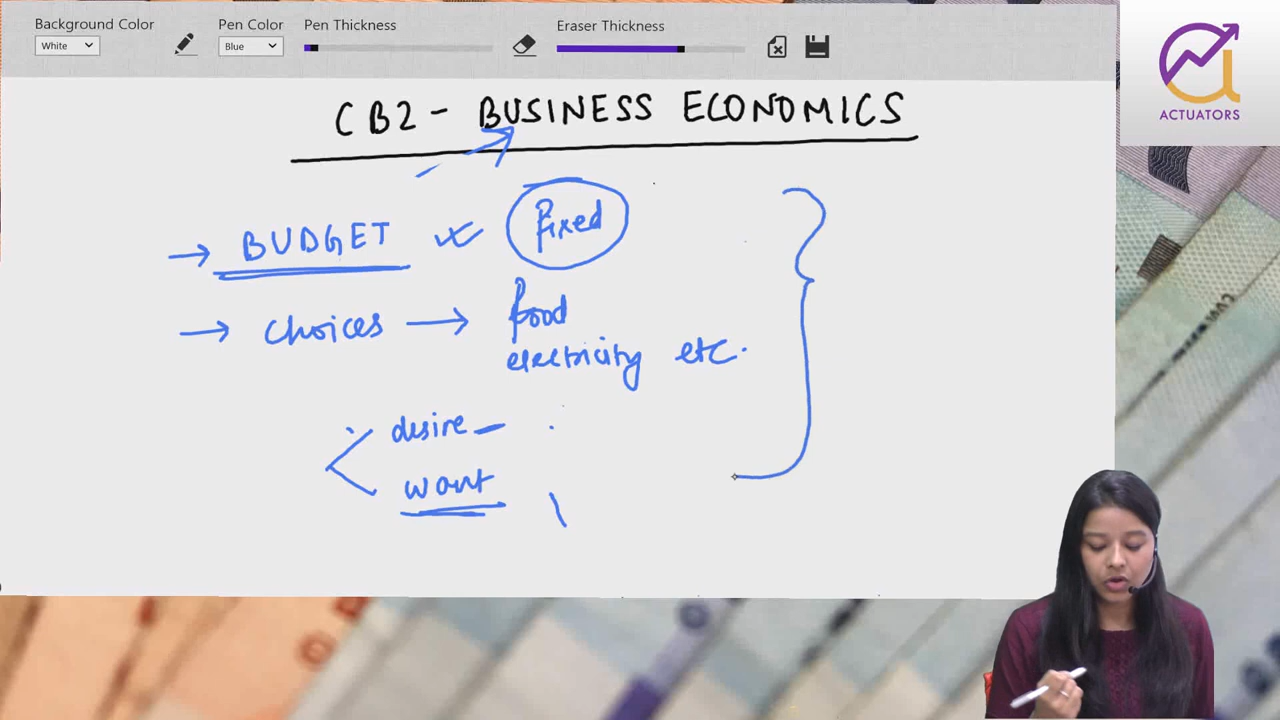 Background Color
White
Pen Color
Blue
Pen Thickness
Eraser Thickness
ACTUATORS
CB2 - BUSINESS ECONOMICS
→ BUDGET fixed
→ choices → food
electricity etc.
desire -
want